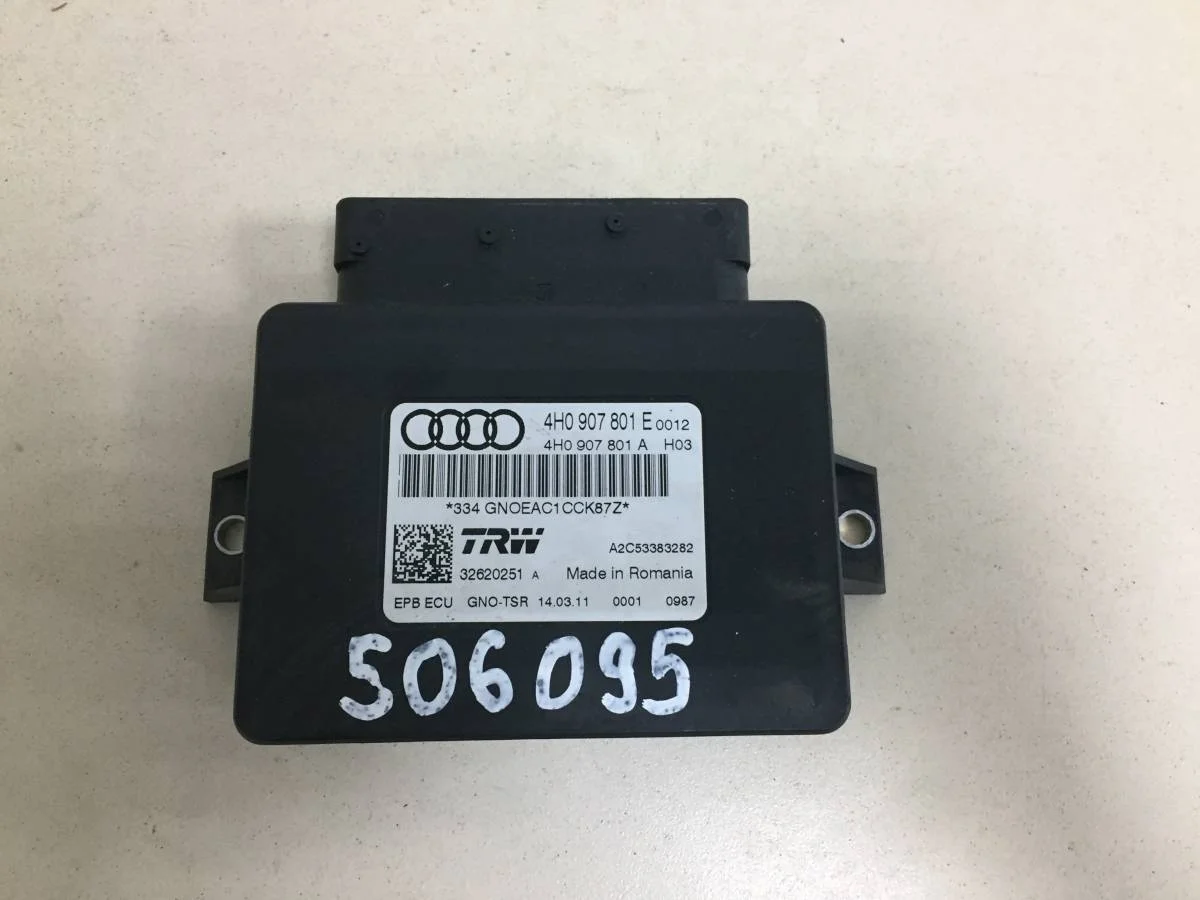 4H0 907 801 E 0012
4H0 907 801 A H03
*334 GNOEAC1CCK87Z*
TRW A2C53383282
32620251 A Made in Romania
EPB ECU GNO-TSR 14.03.11 0001 0987
506095